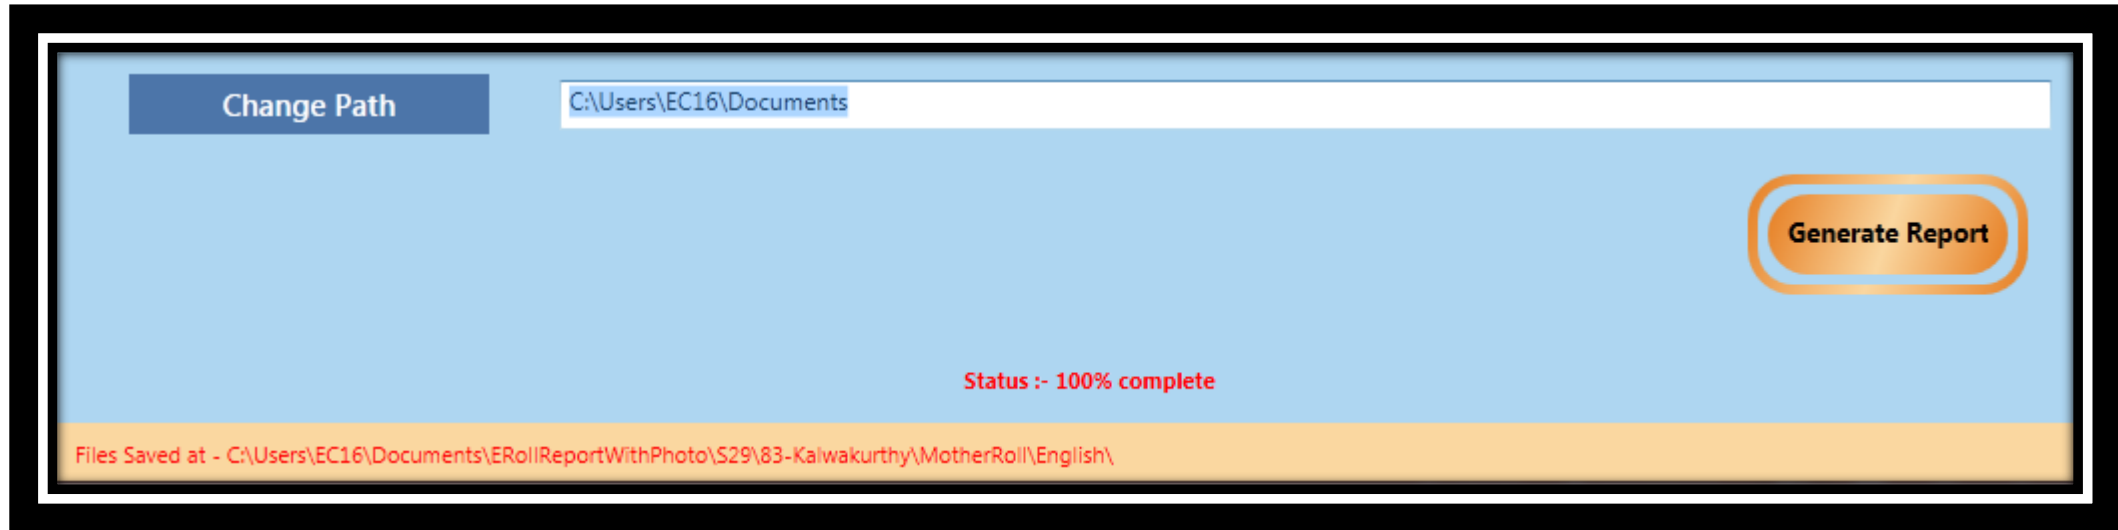 Change Path
C:\Users\EC16\Documents
Generate Report
Status :- 100% complete
Files Saved at - C:\Users\EC16\Documents\ERollReportWithPhoto\S29\83-Kalwakurthy\MotherRoll\English\